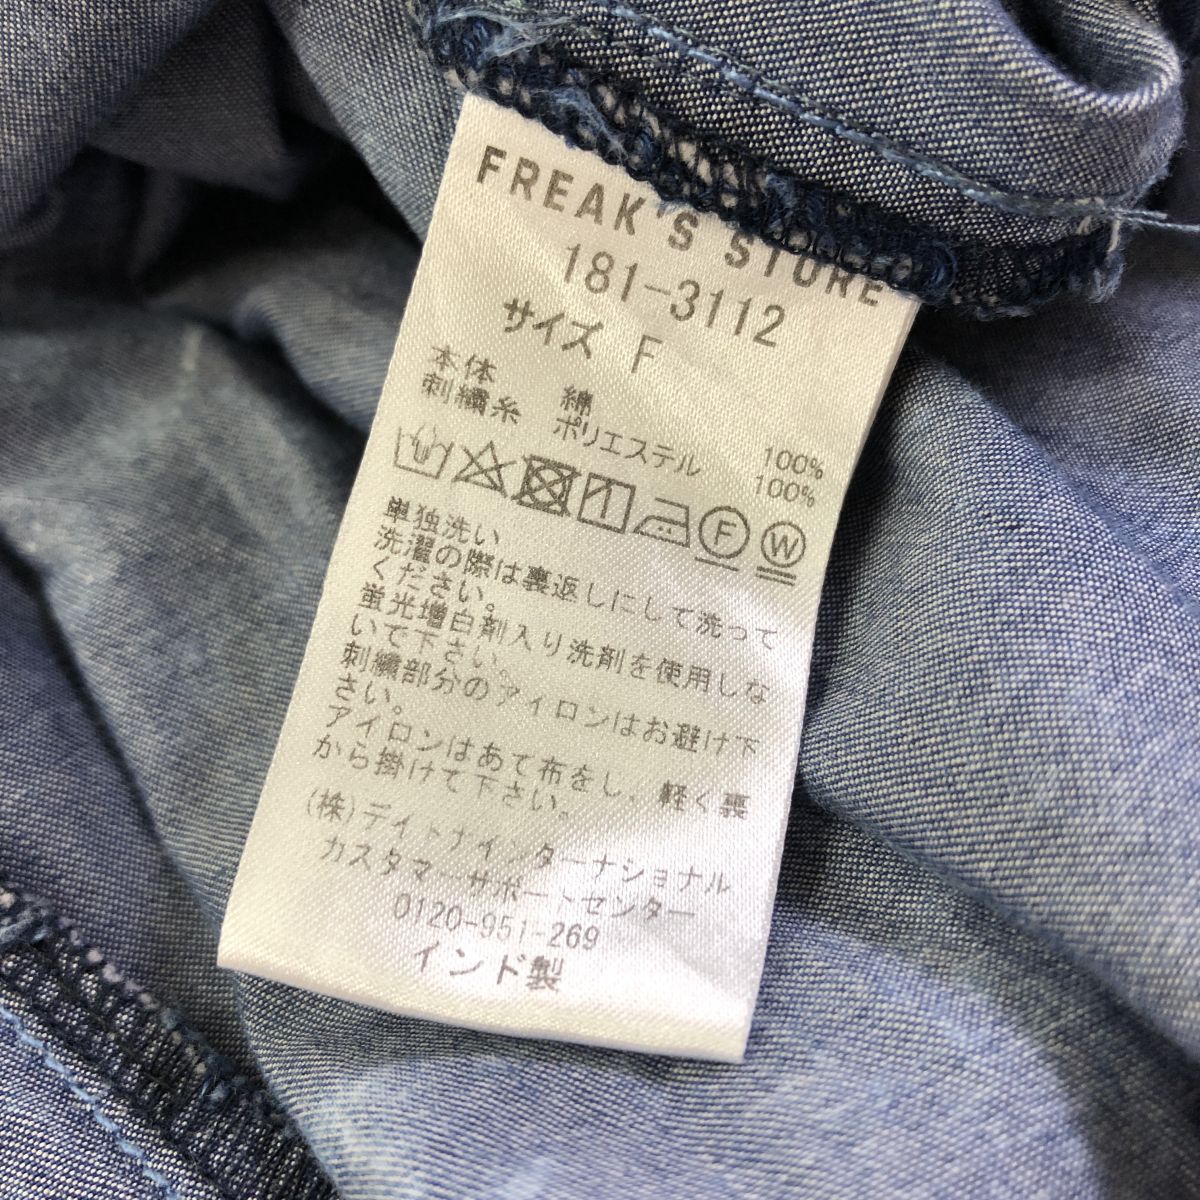 FREAK'S STORE
181-3112
サイズ F
本体 綿 100%
刺繍糸 ポリエステル 100%
F W
単独洗い
洗濯の際は裏返しにして洗って
ください。
蛍光増白剤入り洗剤を使用しな
いで下さい。
刺繍部分のアイロンはお避け下
さい。
アイロンはあて布をし、軽く裏
から掛けて下さい。
(株)デイトナインターナショナル
カスタマーサポートセンター
0120-951-269
インド製